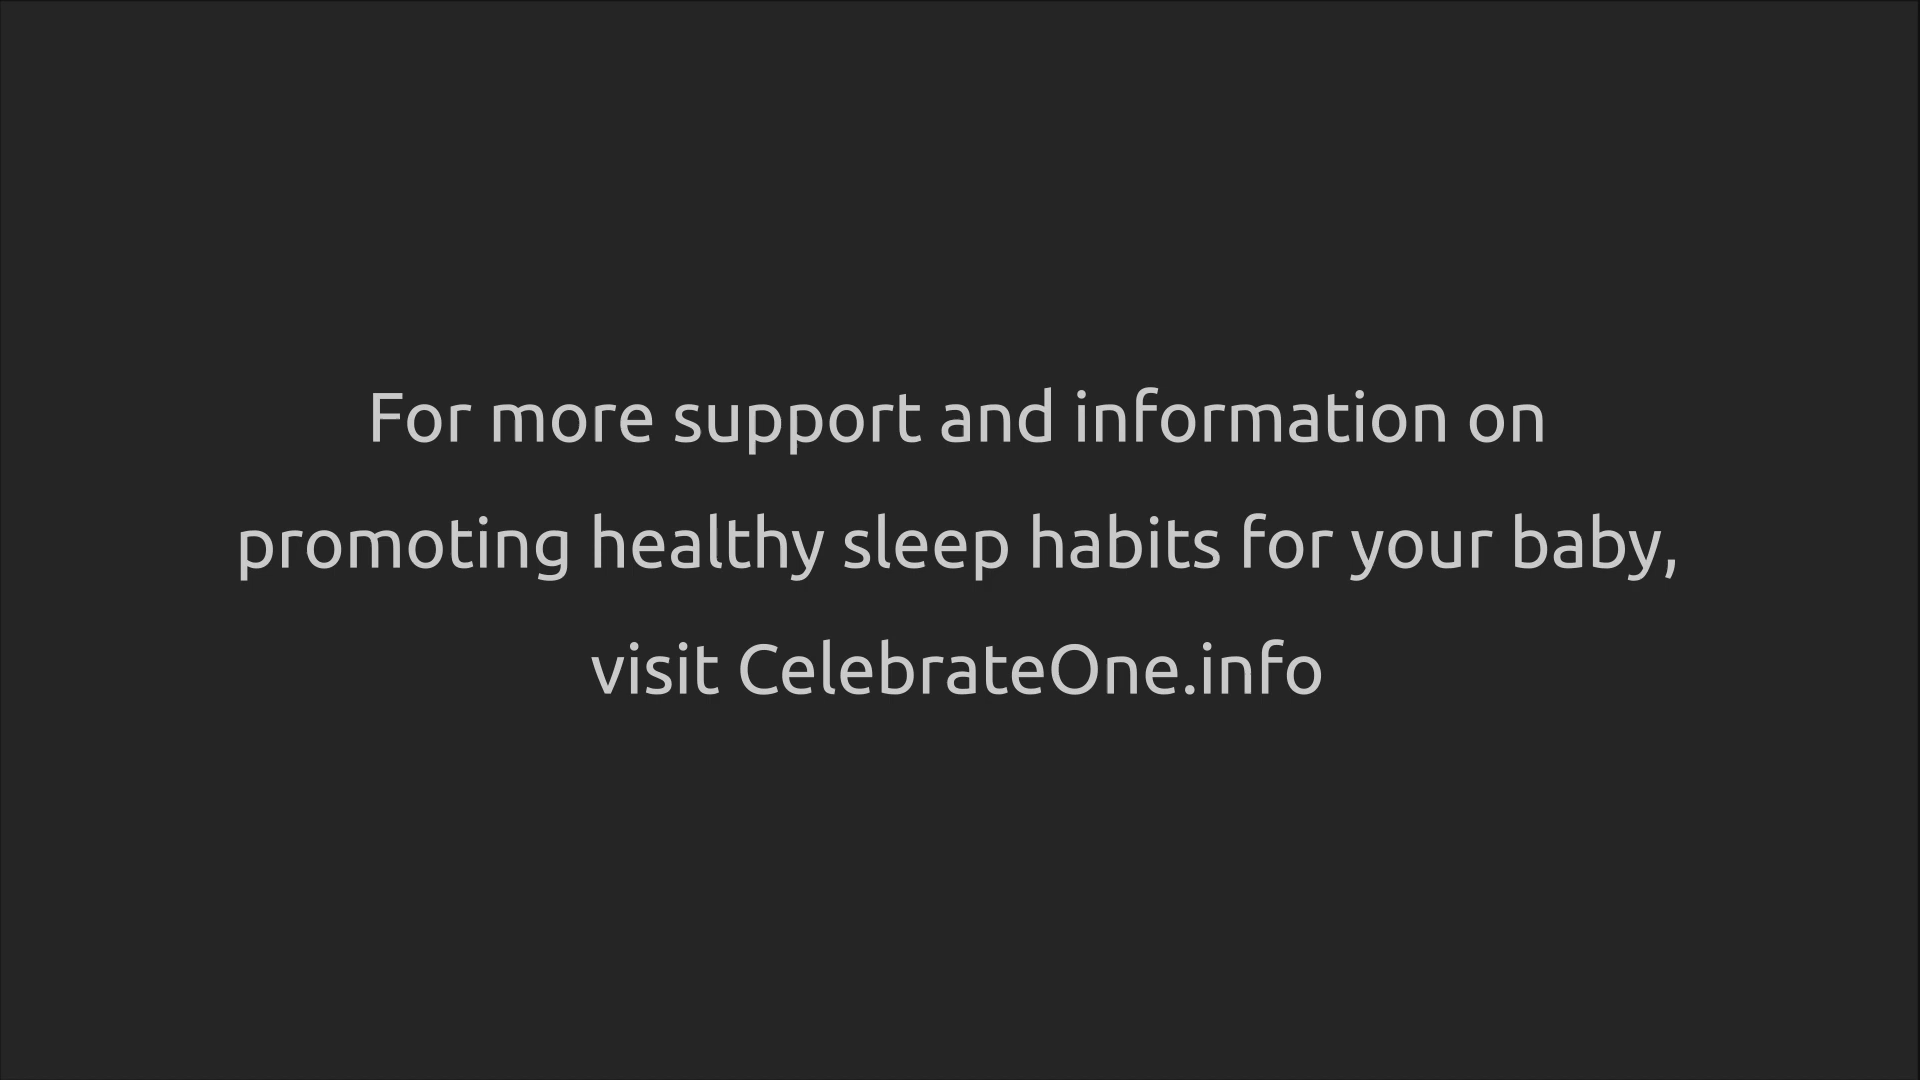 For more support and information on
promoting healthy sleep habits for your baby,
visit CelebrateOne.info